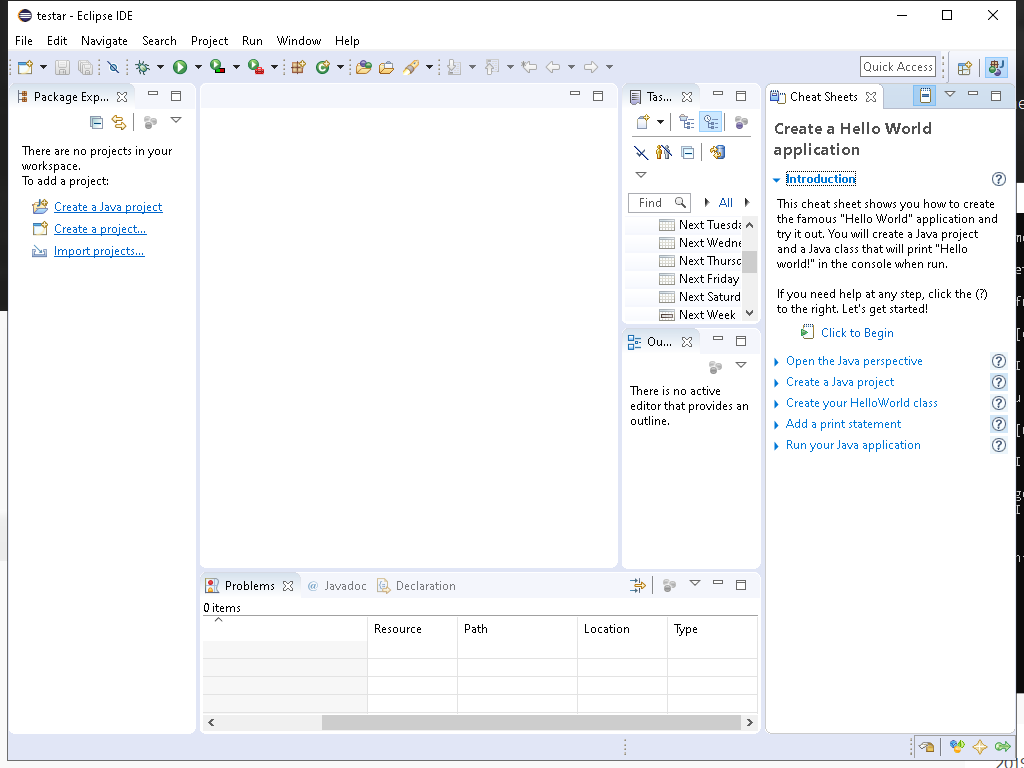 testar - Eclipse IDE
File Edit Navigate Search Project Run Window Help
Quick Access
Package Exp...
There are no projects in your
workspace.
To add a project:
Create a Java project
Create a project...
Import projects...
Tas...
Find
All
Next Tuesda
Next Wedne
Next Thursd
Next Friday
Next Saturd
Next Week
Ou...
There is no active
editor that provides an
outline.
Cheat Sheets
Create a Hello World
application
Introduction
This cheat sheet shows you how to create
the famous "Hello World" application and
try it out. You will create a Java project
and a Java class that will print "Hello
world!" in the console when run.
If you need help at any step, click the (?)
to the right. Let's get started!
Click to Begin
Open the Java perspective
Create a Java project
Create your HelloWorld class
Add a print statement
Run your Java application
Problems @ Javadoc Declaration
0 items
Resource Path Location Type